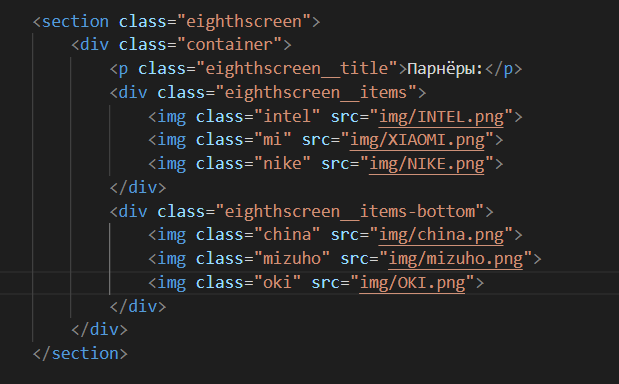 <section class="eighthscreen">
<div class="container">
<p class="eighthscreen__title">Парнёры:</p>
<div class="eighthscreen__items">
<img class="intel" src="img/INTEL.png">
<img class="mi" src="img/XIAOMI.png">
<img class="nike" src="img/NIKE.png">
</div>
<div class="eighthscreen__items-bottom">
<img class="china" src="img/china.png">
<img class="mizuho" src="img/mizuho.png">
<img class="oki" src="img/OKI.png">
</div>
</div>
</section>